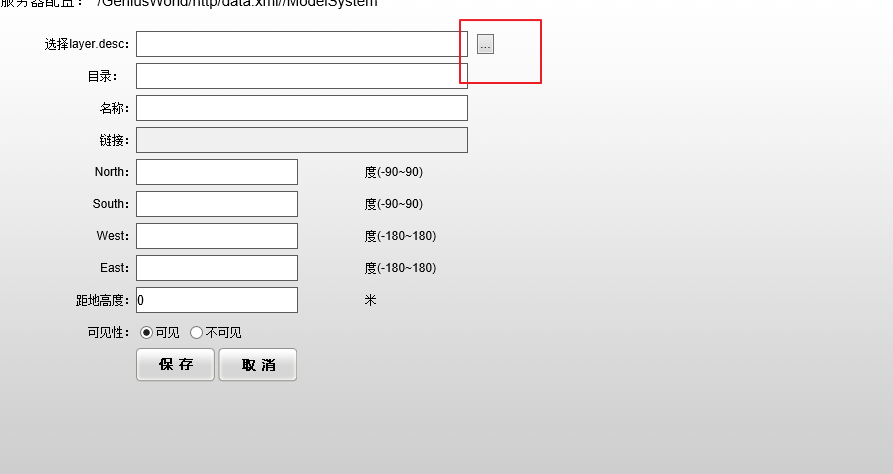 服务器配置： /GeniusWorld/http/data.xml//ModelSystem
选择layer.desc： ...
目录：
名称：
链接：
North： 度(-90~90)
South： 度(-90~90)
West： 度(-180~180)
East： 度(-180~180)
距地高度： 0 米
可见性： 可见 不可见
保存 取消